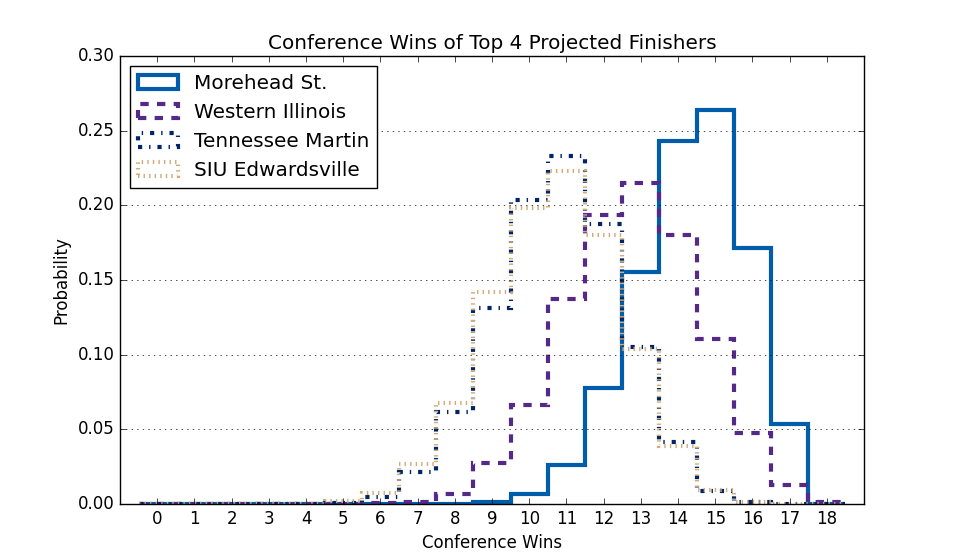 Conference Wins of Top 4 Projected Finishers
0.30
0.25
0.20
0.15
0.10
0.05
0.00
Probability
Morehead St.
Western Illinois
Tennessee Martin
SIU Edwardsville
0 1 2 3 4 5 6 7 8 9 10 11 12 13 14 15 16 17 18
Conference Wins